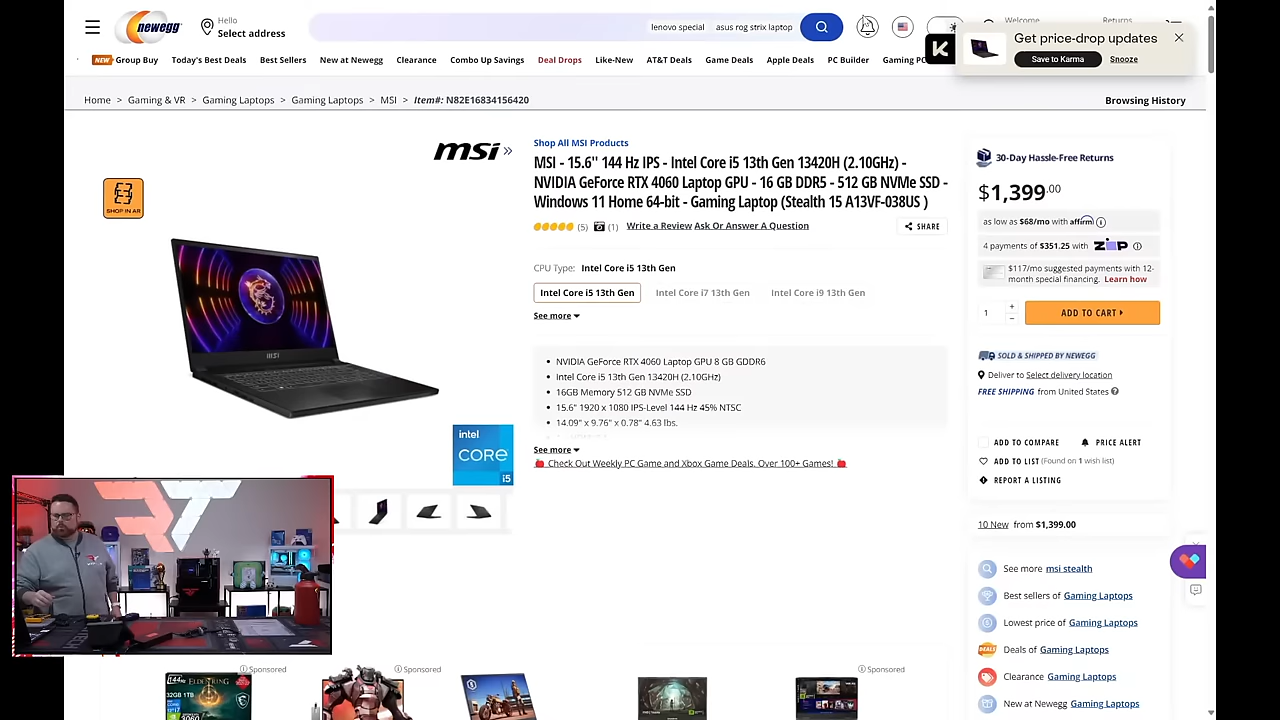 newegg
Hello
Select address
lenovo special
asus rog strix laptop
Welcome
Returns
K
Get price-drop updates
Save to Karma
Snooze
NEW Group Buy
Today's Best Deals
Best Sellers
New at Newegg
Clearance
Combo Up Savings
Deal Drops
Like-New
AT&T Deals
Game Deals
Apple Deals
PC Builder
Gaming PC
Home > Gaming & VR > Gaming Laptops > Gaming Laptops > MSI > Item#: N82E16834156420
Browsing History
msi »
SHOP IN AR
Shop All MSI Products
MSI - 15.6" 144 Hz IPS - Intel Core i5 13th Gen 13420H (2.10GHz) -
NVIDIA GeForce RTX 4060 Laptop GPU - 16 GB DDR5 - 512 GB NVMe SSD -
Windows 11 Home 64-bit - Gaming Laptop (Stealth 15 A13VF-038US )
(5) (1) Write a Review Ask Or Answer A Question
SHARE
CPU Type: Intel Core i5 13th Gen
Intel Core i5 13th Gen
Intel Core i7 13th Gen
Intel Core i9 13th Gen
See more
• NVIDIA GeForce RTX 4060 Laptop GPU 8 GB GDDR6
• Intel Core i5 13th Gen 13420H (2.10GHz)
• 16GB Memory 512 GB NVMe SSD
• 15.6" 1920 x 1080 IPS-Level 144 Hz 45% NTSC
• 14.09" x 9.76" x 0.78" 4.63 lbs.
See more
Check Out Weekly PC Game and Xbox Game Deals, Over 100+ Games!
msi
intel
CORE
i5
30-Day Hassle-Free Returns
$1,399.00
as low as $68/mo with affirm
4 payments of $351.25 with ZIP
$117/mo suggested payments with 12-
month special financing. Learn how
1
+
−
ADD TO CART
SOLD & SHIPPED BY NEWEGG
Deliver to Select delivery location
FREE SHIPPING from United States
ADD TO COMPARE
PRICE ALERT
ADD TO LIST (Found on 1 wish list)
REPORT A LISTING
10 New from $1,399.00
See more msi stealth
Best sellers of Gaming Laptops
Lowest price of Gaming Laptops
DEALS
Deals of Gaming Laptops
Clearance Gaming Laptops
New at Newegg Gaming Laptops
Sponsored
Sponsored
Sponsored
144Hz
ELDEN RING
32GB 1TB
3060